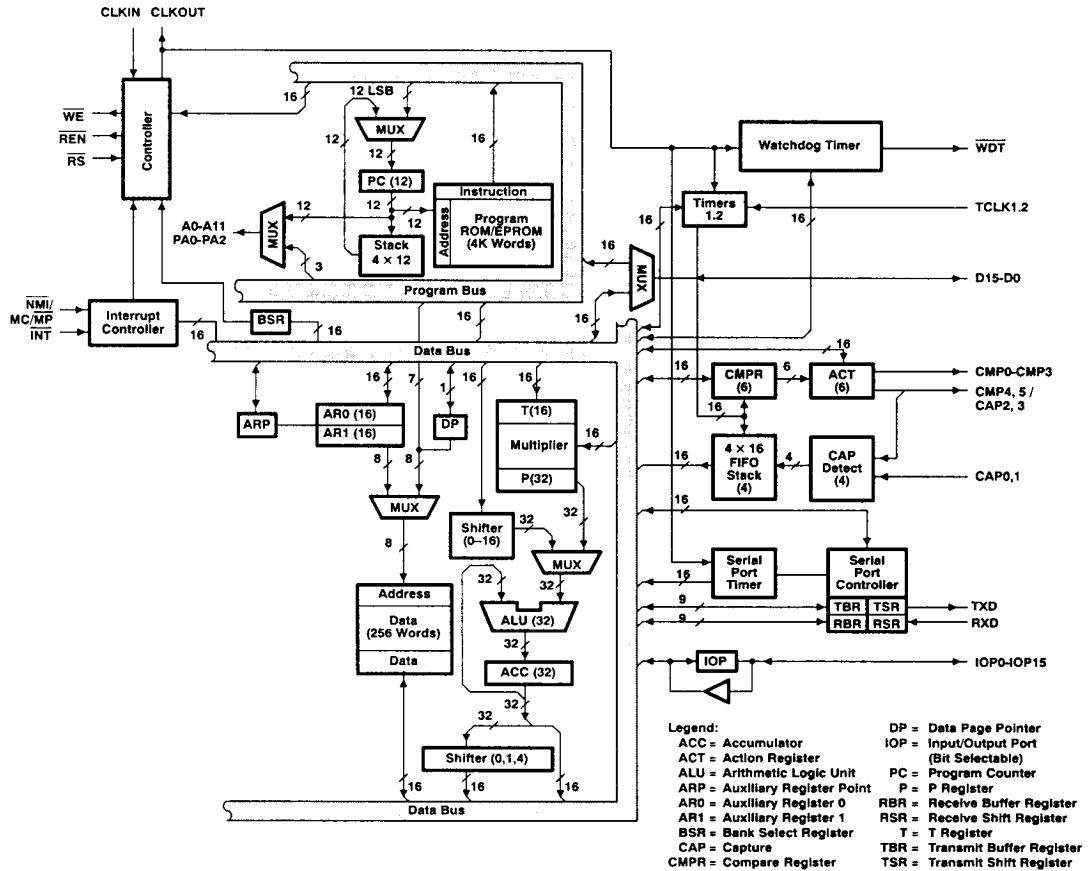 CLKIN CLKOUT
WE
REN
RS
Controller
16
12 LSB
MUX
12
12
PC (12)
16
12
12
12
A0-A11
PA0-PA2
MUX
3
Stack
4 × 12
Instruction
Address
Program
ROM/EPROM
(4K Words)
Program Bus
Watchdog Timer
WDT
Timers
1.2
TCLK1.2
16
16
16
MUX
D15-D0
16
NMI/
MC/MP
INT
Interrupt
Controller
16
BSR
16
16
Data Bus
16
CMPR
(6)
6
ACT
(6)
16
CMP0-CMP3
CMP4, 5 /
CAP2, 3
16
4 × 16
FIFO
Stack
(4)
16
4
CAP
Detect
(4)
CAP0,1
ARP
16
AR0 (16)
AR1 (16)
7
1
DP
8
8
MUX
8
16
16
T(16)
Multiplier
P(32)
16
Shifter
(0–16)
32
32
MUX
32
32
ALU (32)
32
ACC (32)
32
32
Shifter (0,1,4)
16
16
16
Address
Data
(256 Words)
Data
Data Bus
16
Serial
Port
Timer
16
Serial
Port
Controller
TBR TSR
RBR RSR
9
9
TXD
RXD
IOP
IOP0-IOP15
Legend:
ACC = Accumulator
ACT = Action Register
ALU = Arithmetic Logic Unit
ARP = Auxiliary Register Point
AR0 = Auxiliary Register 0
AR1 = Auxiliary Register 1
BSR = Bank Select Register
CAP = Capture
CMPR = Compare Register
DP = Data Page Pointer
IOP = Input/Output Port
(Bit Selectable)
PC = Program Counter
P = P Register
RBR = Receive Buffer Register
RSR = Receive Shift Register
T = T Register
TBR = Transmit Buffer Register
TSR = Transmit Shift Register